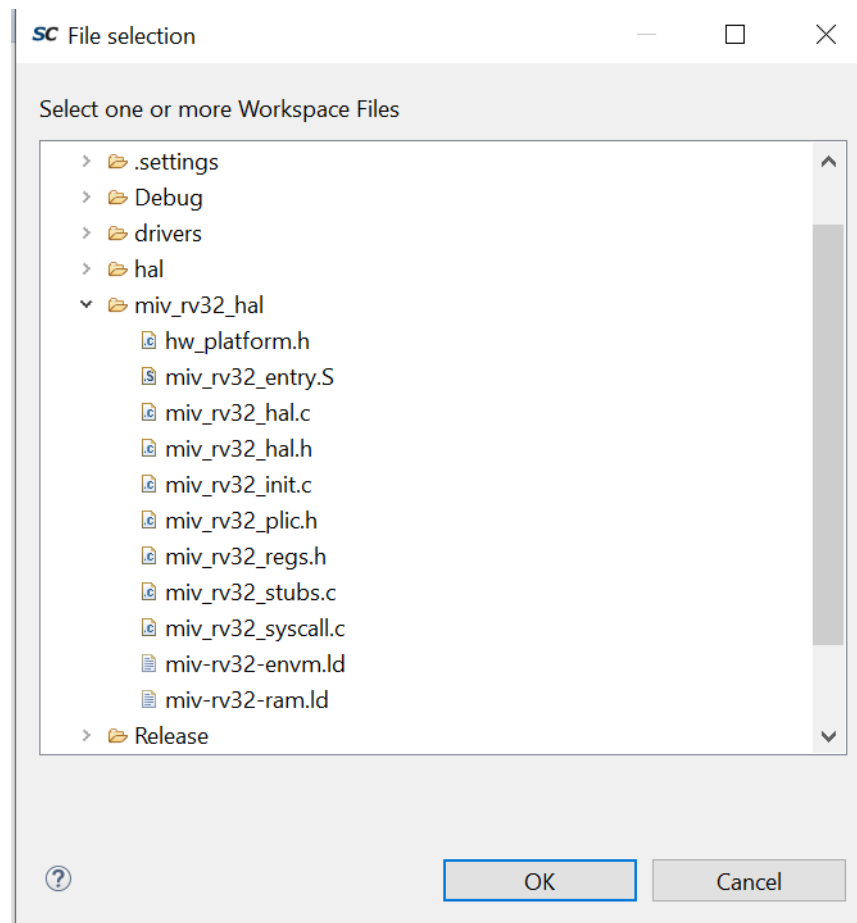 SC File selection
Select one or more Workspace Files
.settings
Debug
drivers
hal
miv_rv32_hal
hw_platform.h
miv_rv32_entry.S
miv_rv32_hal.c
miv_rv32_hal.h
miv_rv32_init.c
miv_rv32_plic.h
miv_rv32_regs.h
miv_rv32_stubs.c
miv_rv32_syscall.c
miv-rv32-envm.ld
miv-rv32-ram.ld
Release
? OK Cancel